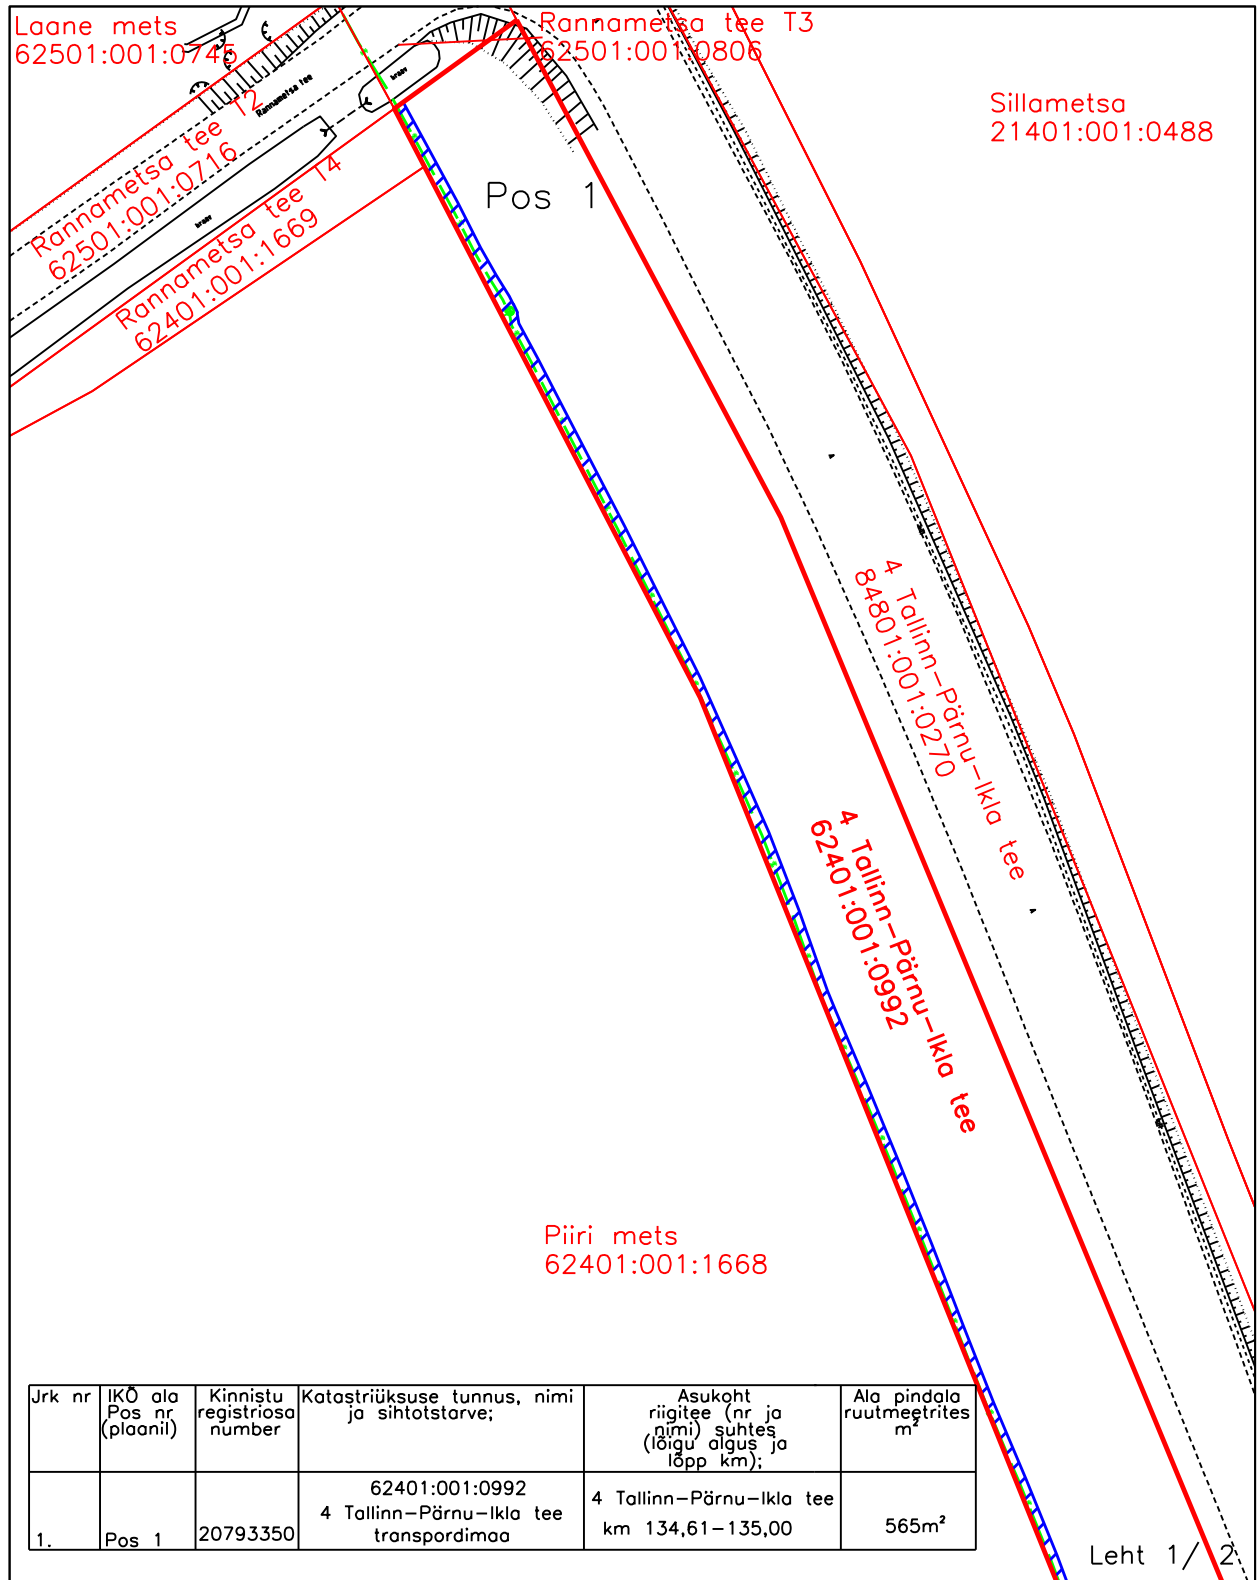 Laane mets
62501:001:0745
Rannametsa tee T3
62501:001:0806
Sillametsa
21401:001:0488
Rannametsa tee
Rannametsa tee T2
62501:001:0716
Rannametsa tee T4
62401:001:1669
Pos 1
4 Tallinn-Pärnu-Ikla tee
84801:001:0270
4 Tallinn-Pärnu-Ikla tee
62401:001:0992
Piiri mets
62401:001:1668
Jrk nr
IKÕ ala
Pos nr
(plaanil)
Kinnistu
registriosa
number
Katastriüksuse tunnus, nimi
ja sihtotstarve;
Asukoht
riigitee (nr ja
nimi) suhtes
(lõigu algus ja
lõpp km);
Ala pindala
ruutmeetrites
m²
1.
Pos 1
20793350
62401:001:0992
4 Tallinn-Pärnu-Ikla tee
transpordimaa
4 Tallinn-Pärnu-Ikla tee
km 134,61-135,00
565m²
Leht 1/ 2